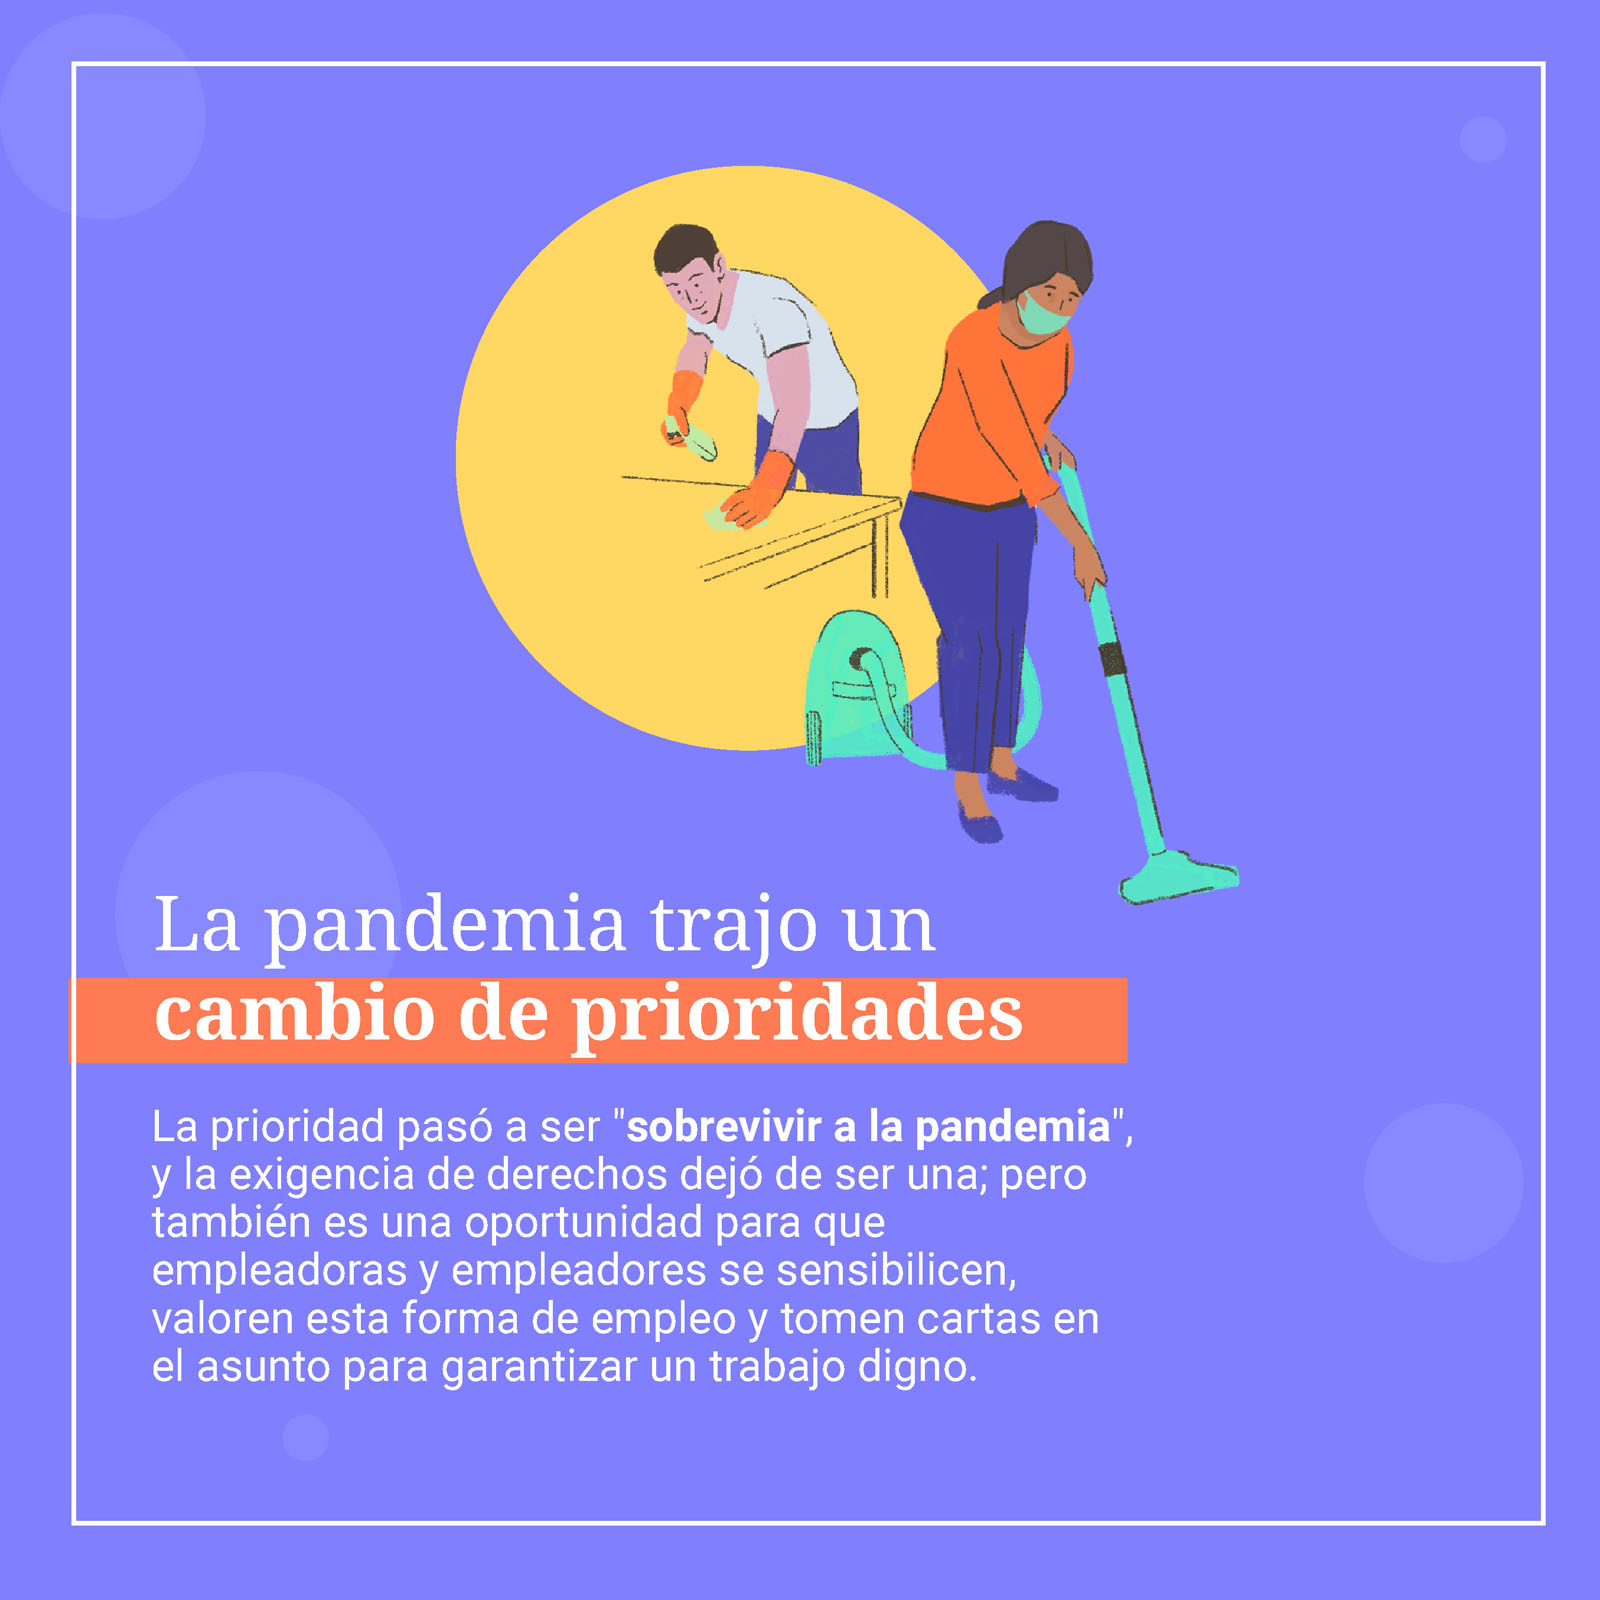 La pandemia trajo un
cambio de prioridades
La prioridad pasó a ser "sobrevivir a la pandemia",
y la exigencia de derechos dejó de ser una; pero
también es una oportunidad para que
empleadoras y empleadores se sensibilicen,
valoren esta forma de empleo y tomen cartas en
el asunto para garantizar un trabajo digno.